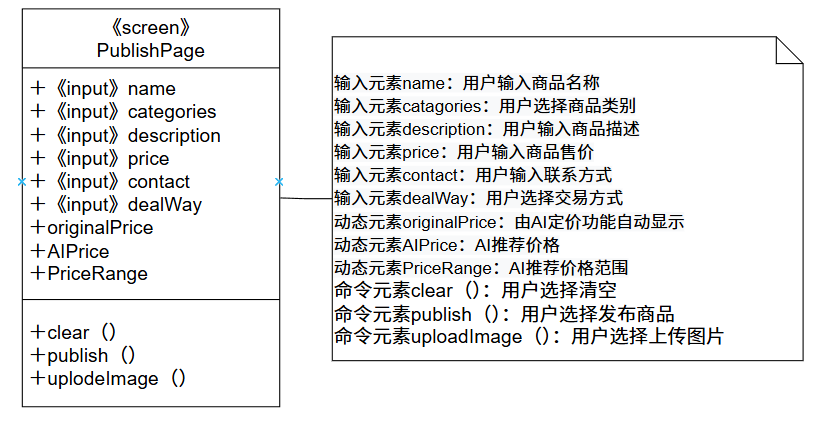 《screen》
PublishPage
+《input》name
+《input》categories
+《input》description
+《input》price
+《input》contact
+《input》dealWay
+originalPrice
+AIPrice
+PriceRange
+clear（）
+publish（）
+uplodeImage（）
输入元素name：用户输入商品名称
输入元素catagories：用户选择商品类别
输入元素description：用户输入商品描述
输入元素price：用户输入商品售价
输入元素contact：用户输入联系方式
输入元素dealWay：用户选择交易方式
动态元素originalPrice：由AI定价功能自动显示
动态元素AIPrice：AI推荐价格
动态元素PriceRange：AI推荐价格范围
命令元素clear（）：用户选择清空
命令元素publish（）：用户选择发布商品
命令元素uploadImage（）：用户选择上传图片